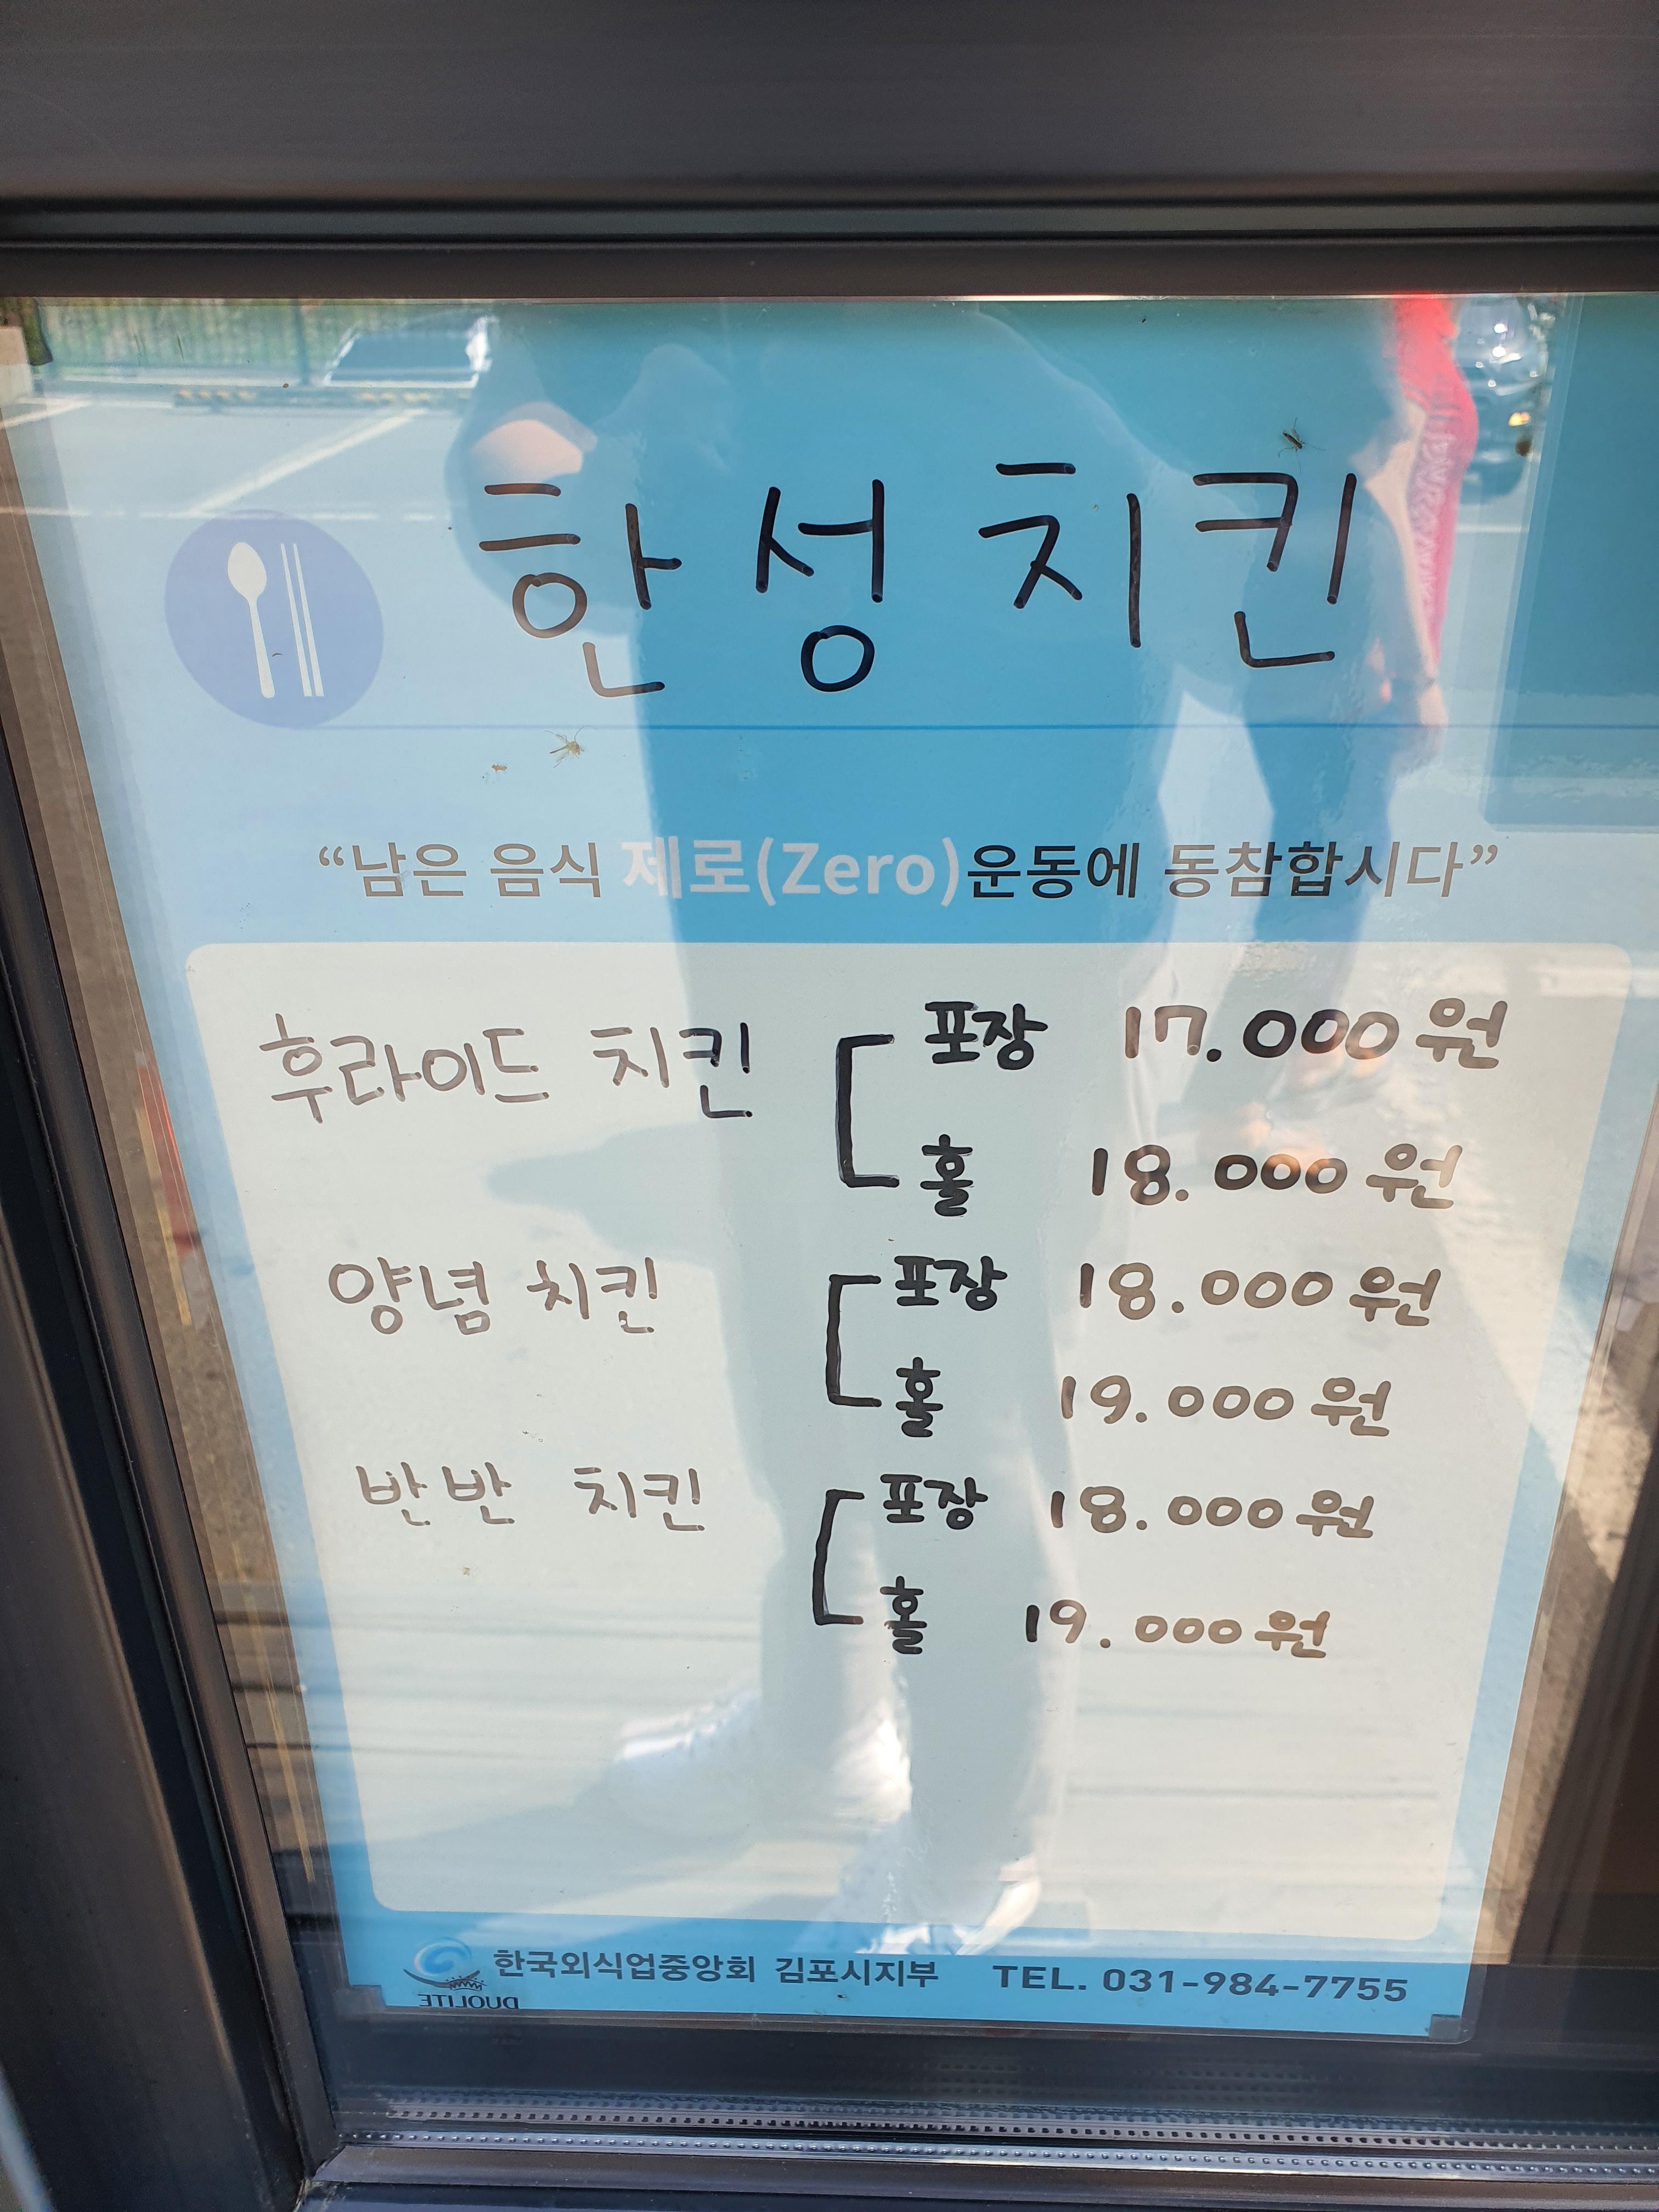 한성치킨
“남은 음식 제로(Zero)운동에 동참합시다”
후라이드 치킨 포장 17.000원
홀 18.000원
양념 치킨 포장 18.000원
홀 19.000원
반반 치킨 포장 18.000원
홀 19.000원
한국외식업중앙회 김포시지부 TEL. 031-984-7755
DUOLITE